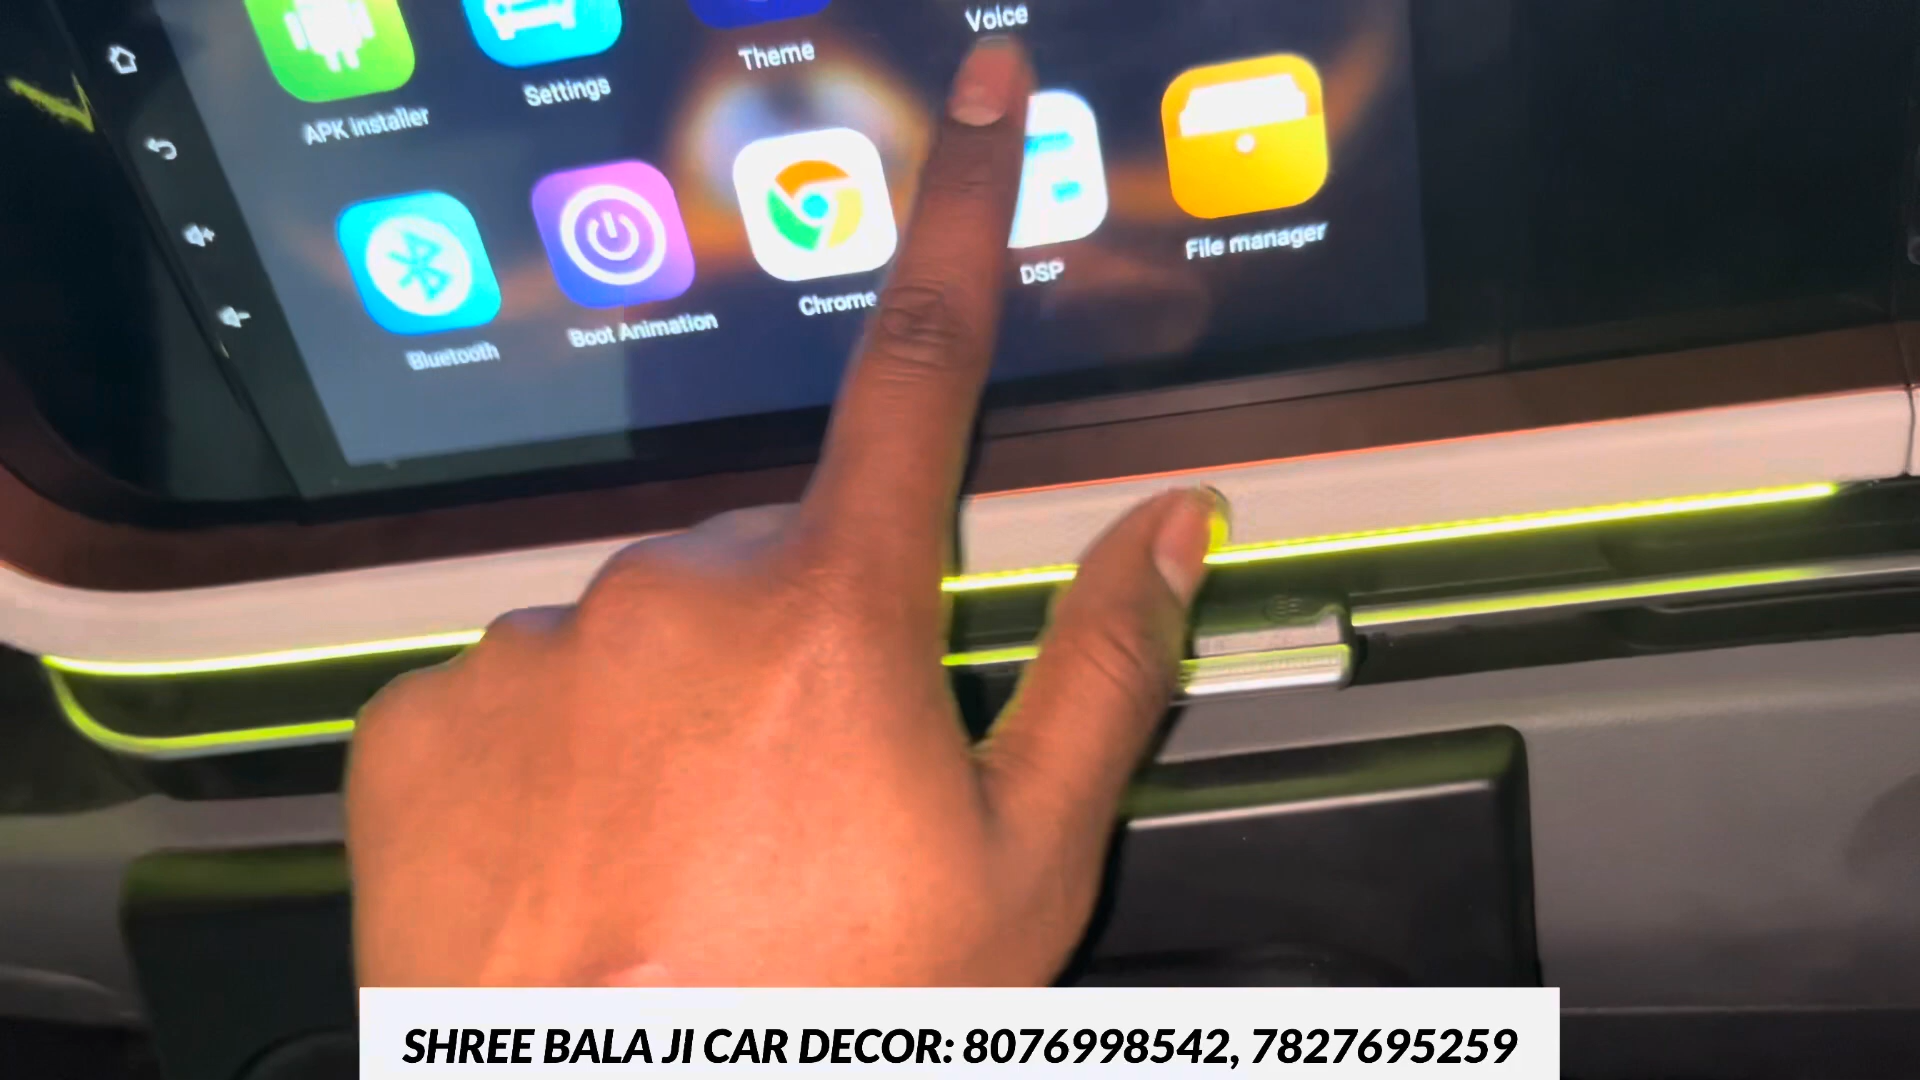 Voice
Theme
Settings
APK installer
File manager
DSP
Chrome
Boot Animation
Bluetooth
SHREE BALA JI CAR DECOR: 8076998542, 7827695259